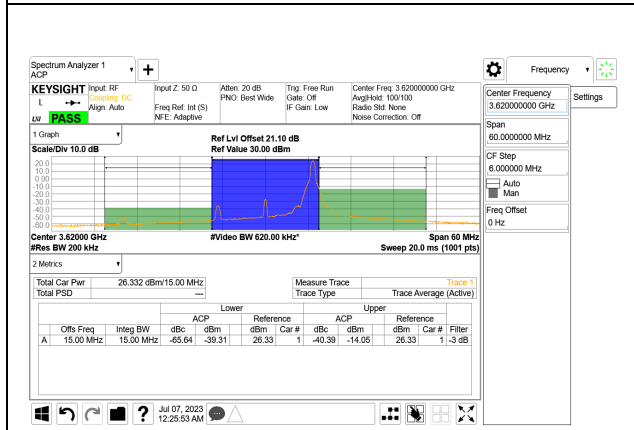 Spectrum Analyzer 1
ACP
Frequency
KEYSIGHT
L
LXI
PASS
Input: RF
Coupling: DC
Align: Auto
Input Z: 50 Ω
Freq Ref: Int (S)
NFE: Adaptive
Atten: 20 dB
PNO: Best Wide
Trig: Free Run
Gate: Off
IF Gain: Low
Center Freq: 3.620000000 GHz
Avg|Hold: 100/100
Radio Std: None
Noise Correction: Off
Center Frequency
3.620000000 GHz
Settings
Span
60.0000000 MHz
CF Step
6.000000 MHz
Auto
Man
Freq Offset
0 Hz
1 Graph
Scale/Div 10.0 dB
Ref Lvl Offset 21.10 dB
Ref Value 30.00 dBm
20.0
10.0
0.0
-10.0
-20.0
-30.0
-40.0
-50.0
-60.0
Center 3.62000 GHz
#Video BW 620.00 kHz*
Span 60 MHz
#Res BW 200 kHz
Sweep 20.0 ms (1001 pts)
2 Metrics
Total Car Pwr 26.332 dBm/15.00 MHz
Total PSD ---
Measure Trace Trace 1
Trace Type Trace Average (Active)
Lower Upper
ACP Reference ACP Reference
Offs Freq Integ BW dBc dBm dBm Car # dBc dBm dBm Car # Filter
A 15.00 MHz 15.00 MHz -65.64 -39.31 26.33 1 -40.39 -14.05 26.33 1 -3 dB
Jul 07, 2023
12:25:53 AM